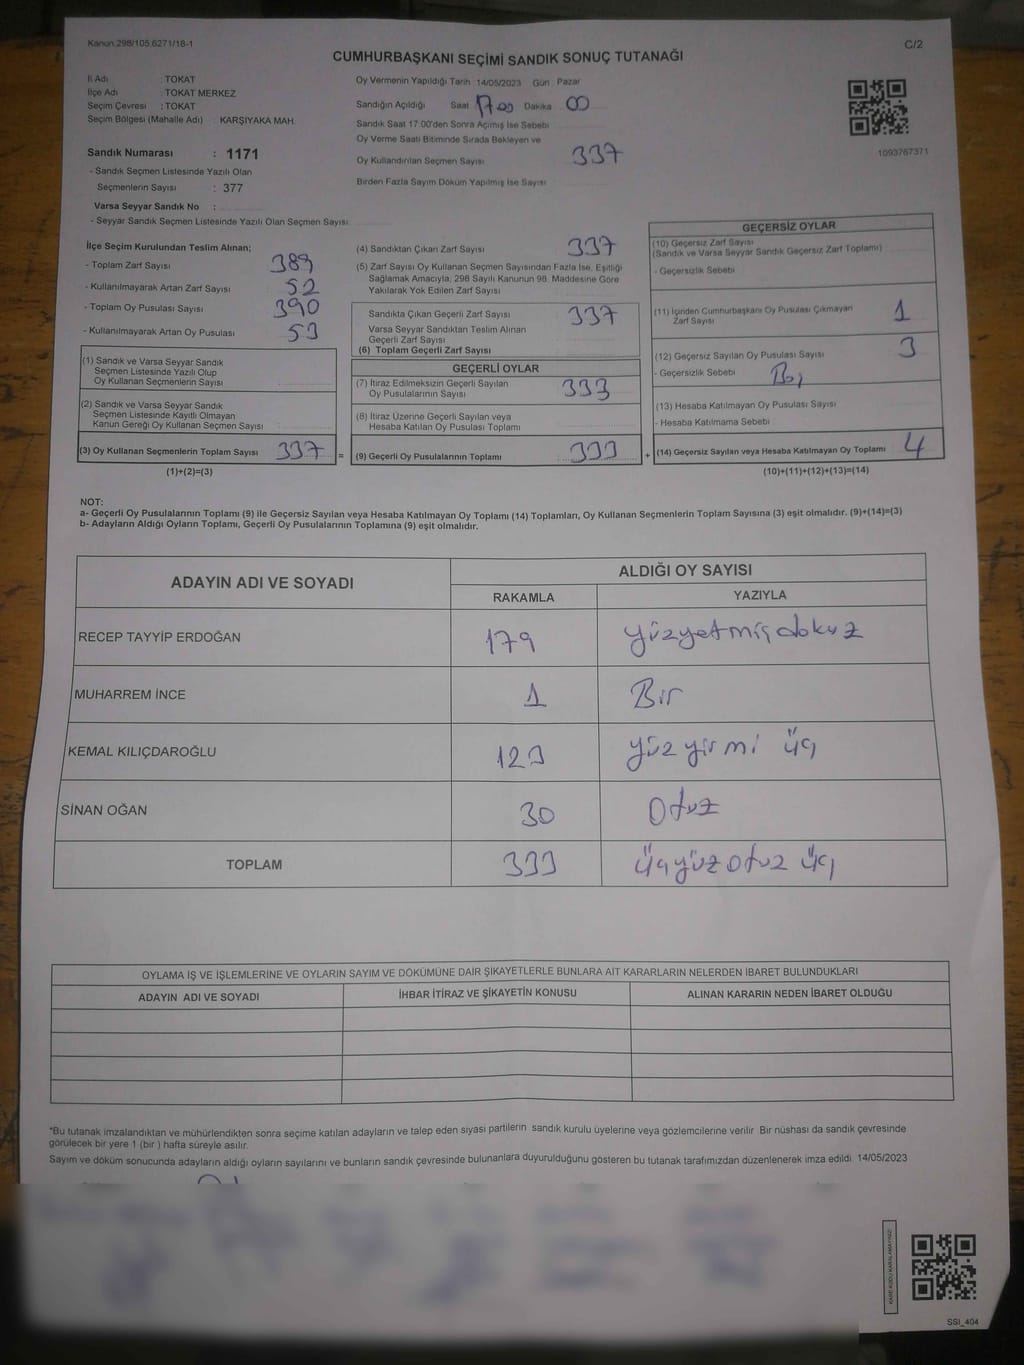 Kanun.298/105.6271/18-1
C/2
CUMHURBAŞKANI SEÇİMİ SANDIK SONUÇ TUTANAĞI
İl Adı : TOKAT
İlçe Adı : TOKAT MERKEZ
Seçim Çevresi : TOKAT
Seçim Bölgesi (Mahalle Adı) : KARŞIYAKA MAH.
Sandık Numarası : 1171
- Sandık Seçmen Listesinde Yazılı Olan
Seçmenlerin Sayısı : 377
Varsa Seyyar Sandık No :
- Seyyar Sandık Seçmen Listesinde Yazılı Olan Seçmen Sayısı
Oy Vermenin Yapıldığı Tarih : 14/05/2023 Gün : Pazar
Sandığın Açıldığı Saat 17.00 Dakika 00
Sandık Saat 17:00'den Sonra Açılmış İse Sebebi
Oy Verme Saati Bitiminde Sırada Bekleyen ve
Oy Kullandırılan Seçmen Sayısı 337
Birden Fazla Sayım Döküm Yapılmış İse Sayısı
1093767371
İlçe Seçim Kurulundan Teslim Alınan;
- Toplam Zarf Sayısı 389
- Kullanılmayarak Artan Zarf Sayısı 52
- Toplam Oy Pusulası Sayısı 390
- Kullanılmayarak Artan Oy Pusulası 53
(1) Sandık ve Varsa Seyyar Sandık
Seçmen Listesinde Yazılı Olup
Oy Kullanan Seçmenlerin Sayısı
(2) Sandık ve Varsa Seyyar Sandık
Seçmen Listesinde Kayıtlı Olmayan
Kanun Gereği Oy Kullanan Seçmen Sayısı
(3) Oy Kullanan Seçmenlerin Toplam Sayısı 337 =
(1)+(2)=(3)
(4) Sandıktan Çıkan Zarf Sayısı 337
(5) Zarf Sayısı Oy Kullanan Seçmen Sayısından Fazla İse, Eşitliği
Sağlamak Amacıyla, 298 Sayılı Kanunun 98. Maddesine Göre
Yakılarak Yok Edilen Zarf Sayısı
Sandıkta Çıkan Geçerli Zarf Sayısı 337
Varsa Seyyar Sandıktan Teslim Alınan
Geçerli Zarf Sayısı
(6) Toplam Geçerli Zarf Sayısı
GEÇERLİ OYLAR
(7) İtiraz Edilmeksizin Geçerli Sayılan
Oy Pusulalarının Sayısı 333
(8) İtiraz Üzerine Geçerli Sayılan veya
Hesaba Katılan Oy Pusulası Toplamı
(9) Geçerli Oy Pusulalarının Toplamı 333 +
GEÇERSİZ OYLAR
(10) Geçersiz Zarf Sayısı
(Sandık ve Varsa Seyyar Sandık Geçersiz Zarf Toplamı)
- Geçersizlik Sebebi
(11) İçinden Cumhurbaşkanı Oy Pusulası Çıkmayan
Zarf Sayısı 1
(12) Geçersiz Sayılan Oy Pusulası Sayısı 3
- Geçersizlik Sebebi
(13) Hesaba Katılmayan Oy Pusulası Sayısı
- Hesaba Katılmama Sebebi
(14) Geçersiz Sayılan veya Hesaba Katılmayan Oy Toplamı 4
(10)+(11)+(12)+(13)=(14)
NOT:
a- Geçerli Oy Pusulalarının Toplamı (9) ile Geçersiz Sayılan veya Hesaba Katılmayan Oy Toplamı (14) Toplamları, Oy Kullanan Seçmenlerin Toplam Sayısına (3) eşit olmalıdır. (9)+(14)=(3)
b- Adayların Aldığı Oyların Toplamı, Geçerli Oy Pusulalarının Toplamına (9) eşit olmalıdır.
ADAYIN ADI VE SOYADI
ALDIĞI OY SAYISI
RAKAMLA YAZIYLA
RECEP TAYYİP ERDOĞAN 179 yüzyetmişdokuz
MUHARREM İNCE 1 Bir
KEMAL KILIÇDAROĞLU 123 yüz yirmi üç
SİNAN OĞAN 30 Otuz
TOPLAM 333 üçyüz otuz üç
OYLAMA İŞ VE İŞLEMLERİNE VE OYLARIN SAYIM VE DÖKÜMÜNE DAİR ŞİKAYETLERLE BUNLARA AİT KARARLARIN NELERDEN İBARET BULUNDUKLARI
ADAYIN ADI VE SOYADI İHBAR İTİRAZ VE ŞİKAYETİN KONUSU ALINAN KARARIN NEDEN İBARET OLDUĞU
*Bu tutanak imzalandıktan ve mühürlendikten sonra seçime katılan adayların ve talep eden siyasi partilerin sandık kurulu üyelerine veya gözlemcilerine verilir. Bir nüshası da sandık çevresinde
görülecek bir yere 1 (bir ) hafta süreyle asılır.
Sayım ve döküm sonucunda adayların aldığı oyların sayılarını ve bunların sandık çevresinde bulunanlara duyurulduğunu gösteren bu tutanak tarafımızdan düzenlenerek imza edildi. 14/05/2023
KARE KODU KARALAMAYINIZ!
SSI_404